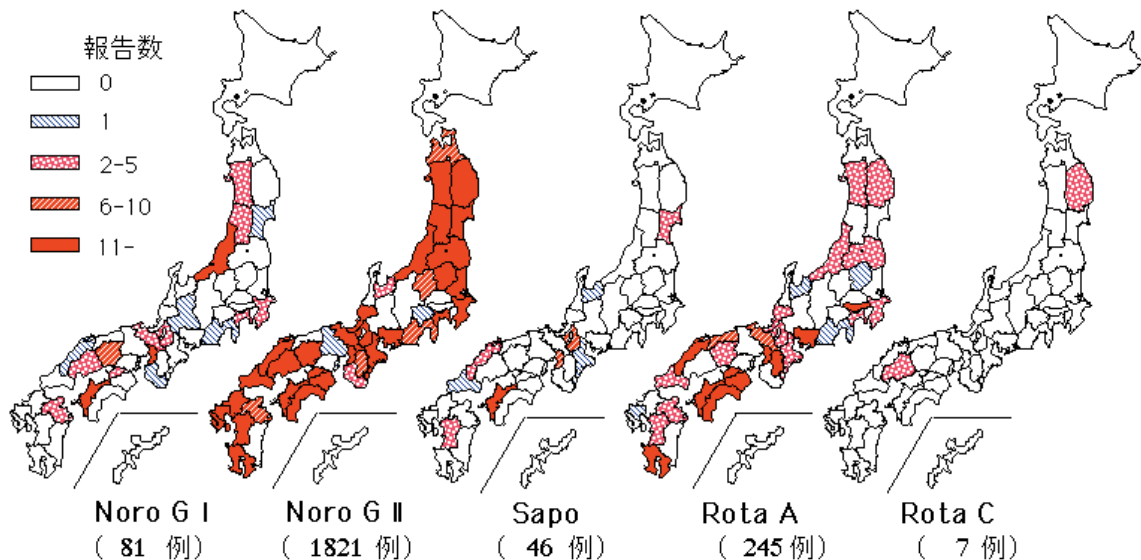 報告数
0
1
2-5
6-10
11-
Noro G I
( 81 例)
Noro G II
( 1821 例)
Sapo
( 46 例)
Rota A
( 245 例)
Rota C
( 7 例)